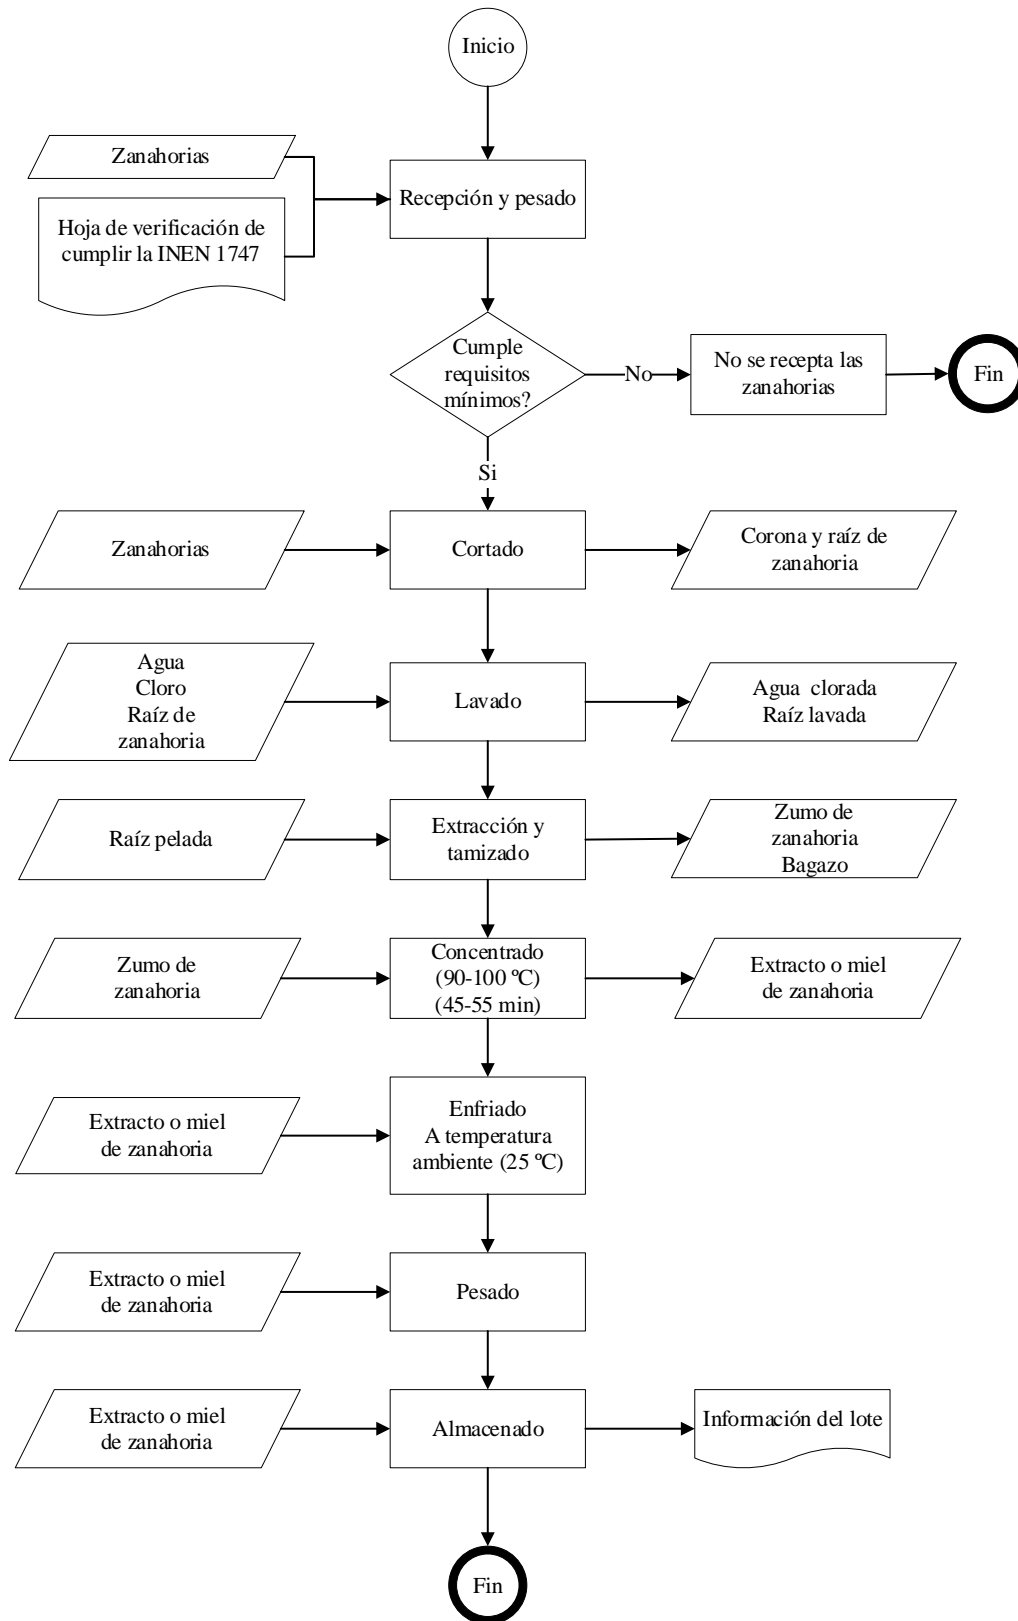 Inicio
Zanahorias
Hoja de verificación de
cumplir la INEN 1747
Recepción y pesado
Cumple
requisitos
mínimos?
No
No se recepta las
zanahorias
Fin
Si
Zanahorias
Cortado
Corona y raíz de
zanahoria
Agua
Cloro
Raíz de
zanahoria
Lavado
Agua clorada
Raíz lavada
Raíz pelada
Extracción y
tamizado
Zumo de
zanahoria
Bagazo
Zumo de
zanahoria
Concentrado
(90-100 ºC)
(45-55 min)
Extracto o miel
de zanahoria
Extracto o miel
de zanahoria
Enfriado
A temperatura
ambiente (25 ºC)
Extracto o miel
de zanahoria
Pesado
Extracto o miel
de zanahoria
Almacenado
Información del lote
Fin